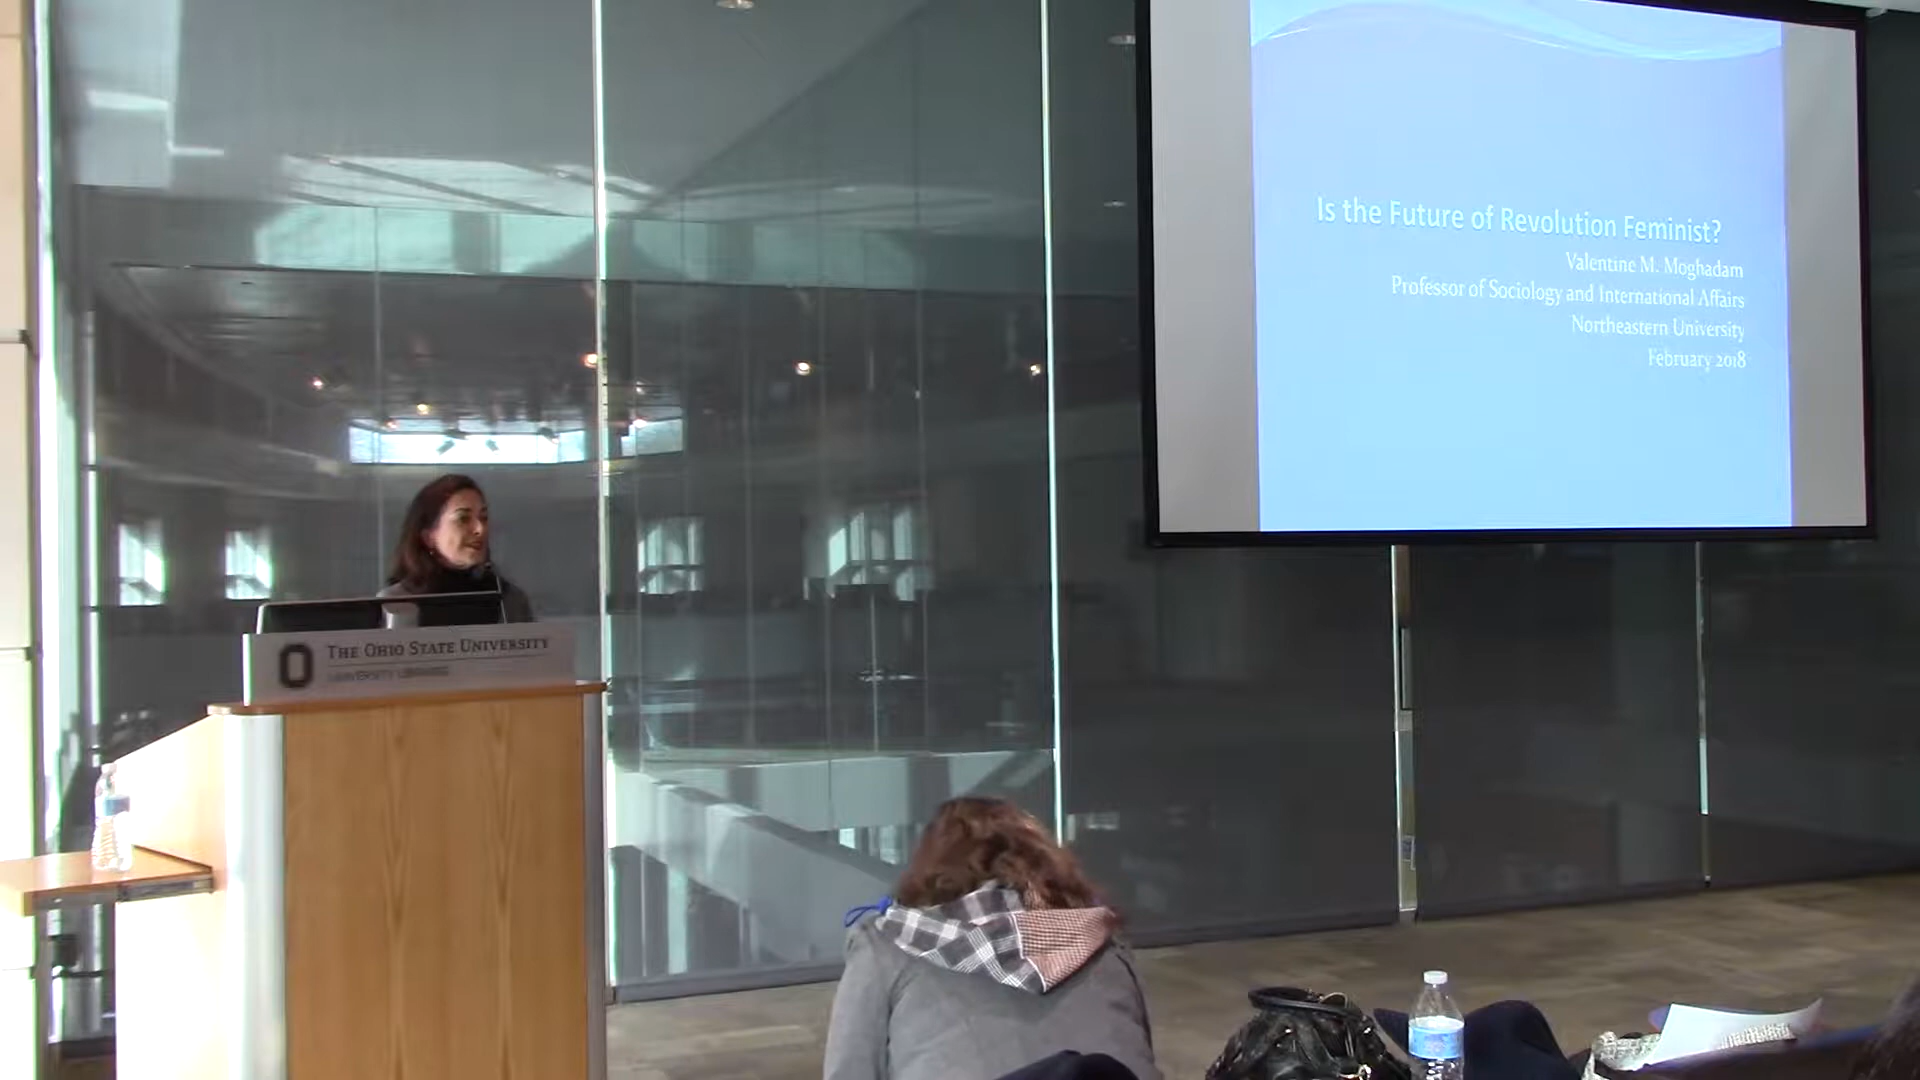 Is the Future of Revolution Feminist?
Valentine M. Moghadam
Professor of Sociology and International Affairs
Northeastern University
February 2018
THE OHIO STATE UNIVERSITY
UNIVERSITY LIBRARIES